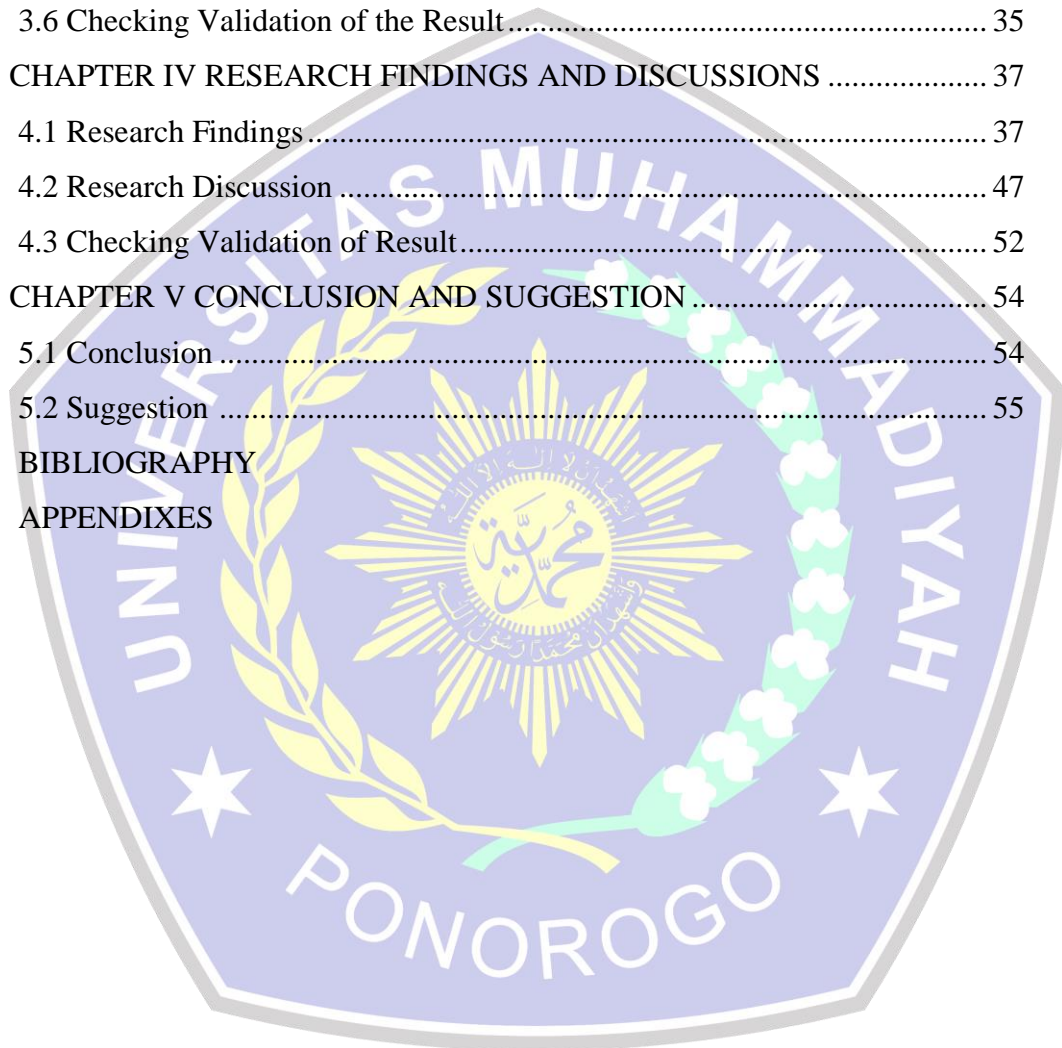 3.6 Checking Validation of the Result.......................................................... 35
CHAPTER IV RESEARCH FINDINGS AND DISCUSSIONS ................... 37
4.1 Research Findings................................................................................. 37
4.2 Research Discussion ............................................................................. 47
4.3 Checking Validation of Result............................................................... 52
CHAPTER V CONCLUSION AND SUGGESTION ................................... 54
5.1 Conclusion ........................................................................................... 54
5.2 Suggestion ........................................................................................... 55
BIBLIOGRAPHY
APPENDIXES
UNIVERSITAS MUHAMMADIYAH
PONOROGO
محمدية